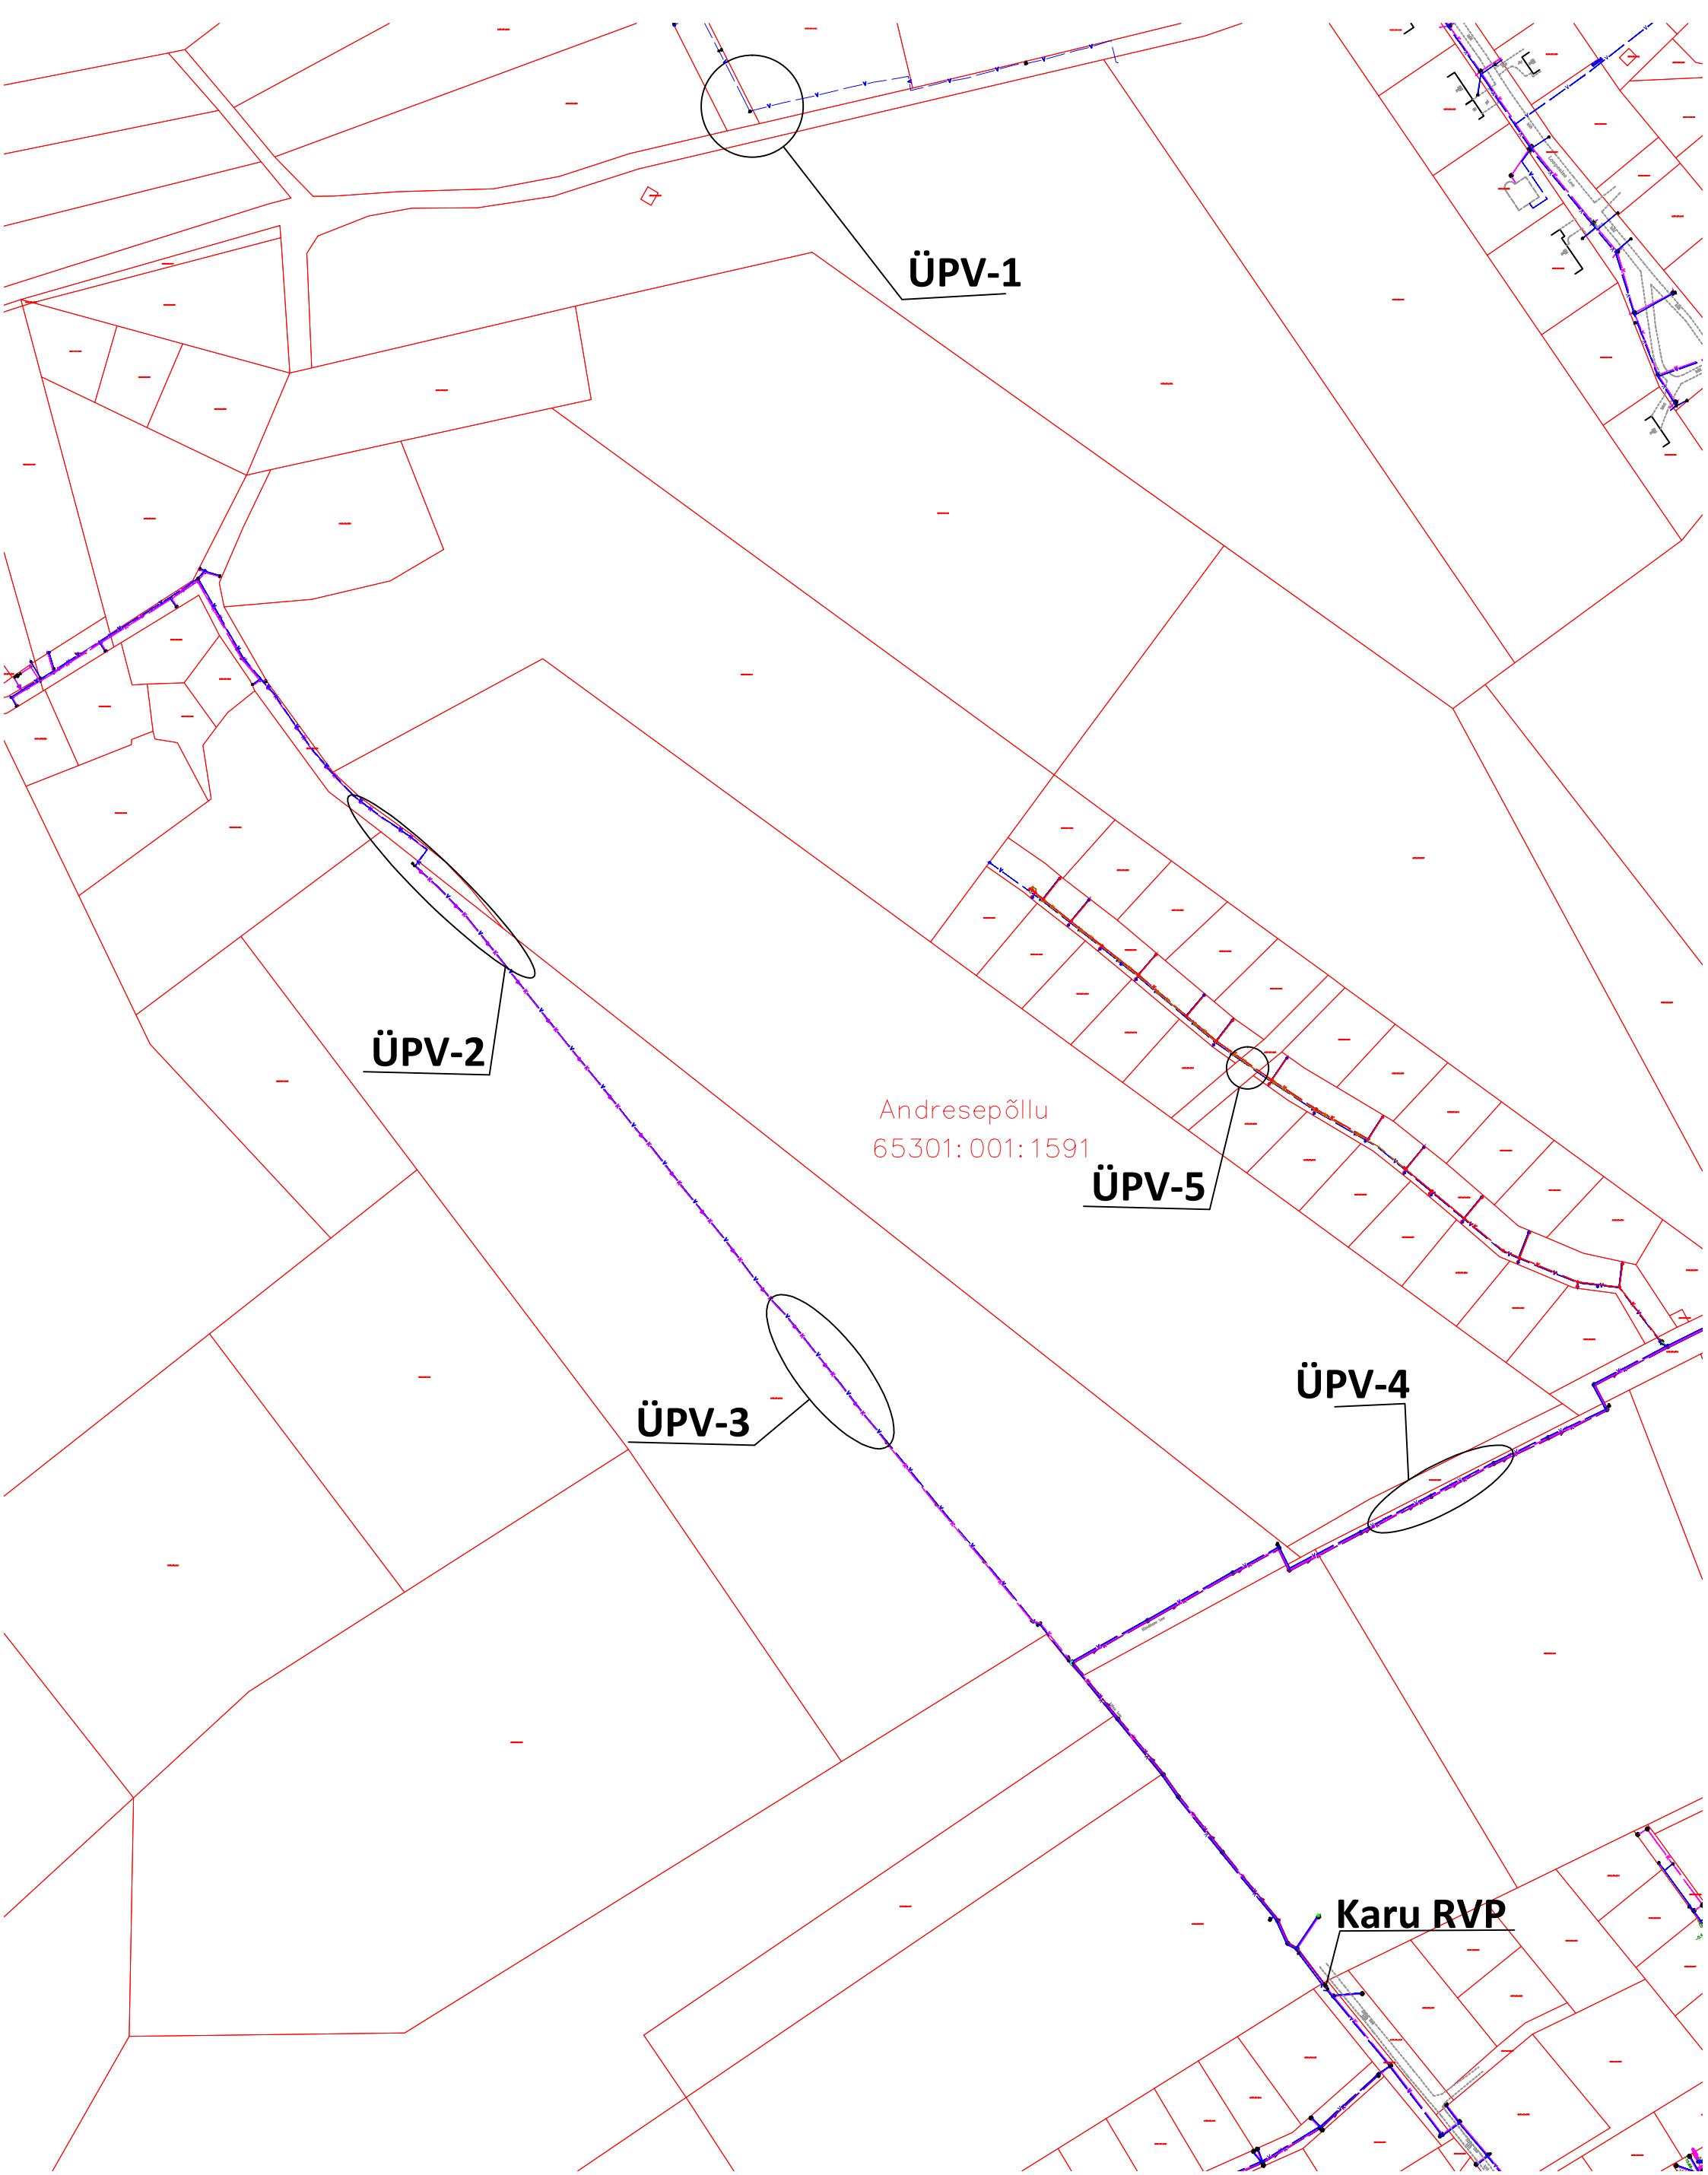 ÜPV-1
ÜPV-2
Andresepõllu
65301:001:1591
ÜPV-5
ÜPV-4
ÜPV-3
Karu RVP